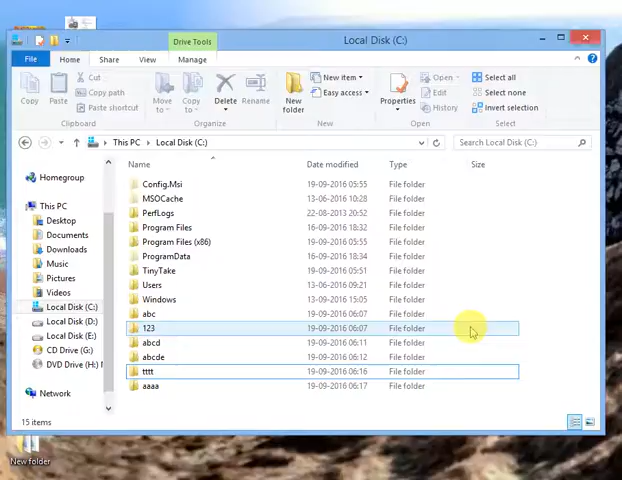 Drive Tools
Local Disk (C:)
File Home Share View Manage
Copy
Paste
Cut
Copy path
Paste shortcut
Clipboard
Move to
Copy to
Delete
Rename
Organize
New folder
New item
Easy access
New
Properties
Open
Edit
History
Open
Select all
Select none
Invert selection
Select
This PC Local Disk (C:)
Search Local Disk (C:)
Homegroup
This PC
Desktop
Documents
Downloads
Music
Pictures
Videos
Local Disk (C:)
Local Disk (D:)
Local Disk (E:)
CD Drive (G:)
DVD Drive (H:)
Network
Name Date modified Type Size
Config.Msi 19-09-2016 05:55 File folder
MSOCache 13-06-2016 10:28 File folder
PerfLogs 22-08-2013 20:52 File folder
Program Files 16-09-2016 18:32 File folder
Program Files (x86) 19-09-2016 05:55 File folder
ProgramData 16-09-2016 18:34 File folder
TinyTake 19-09-2016 05:51 File folder
Users 13-06-2016 09:21 File folder
Windows 13-09-2016 15:05 File folder
abc 19-09-2016 06:07 File folder
123 19-09-2016 06:07 File folder
abcd 19-09-2016 06:11 File folder
abcde 19-09-2016 06:12 File folder
tttt 19-09-2016 06:16 File folder
aaaa 19-09-2016 06:17 File folder
15 items
New folder